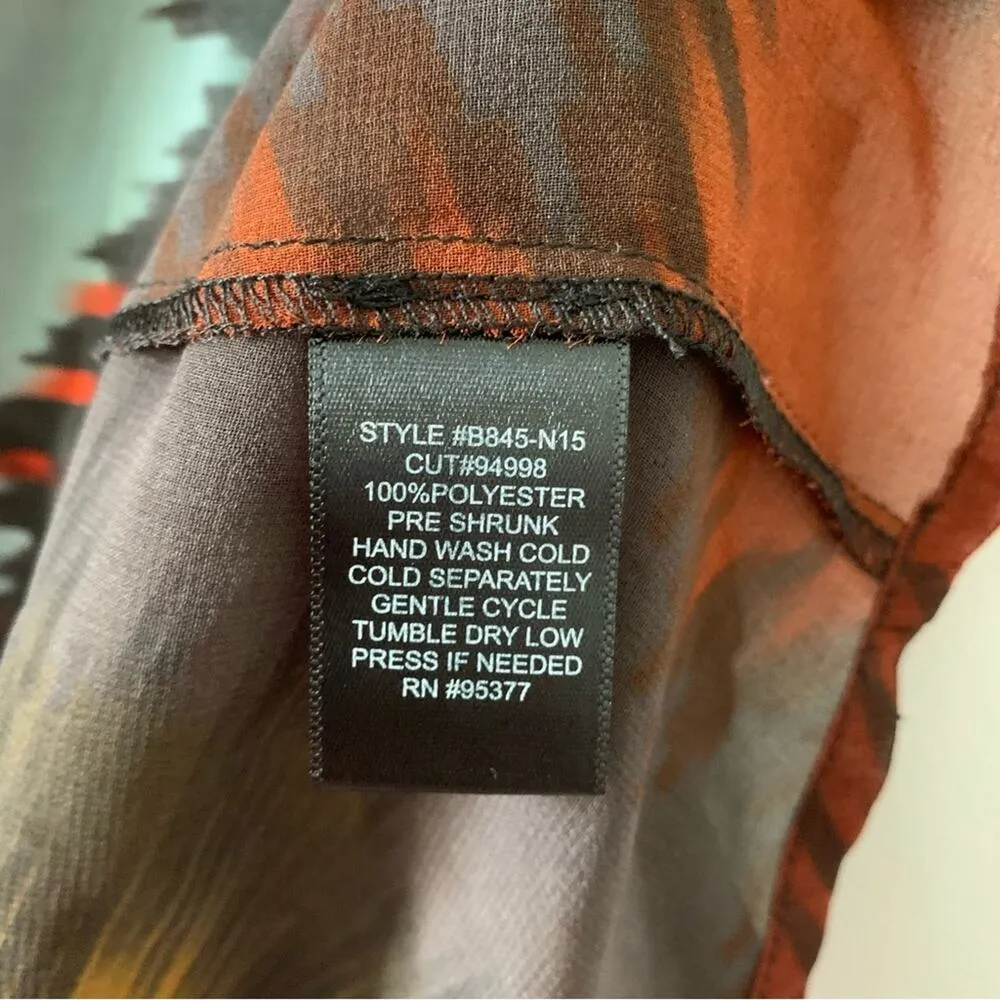 STYLE #B845-N15
CUT#94998
100%POLYESTER
PRE SHRUNK
HAND WASH COLD
COLD SEPARATELY
GENTLE CYCLE
TUMBLE DRY LOW
PRESS IF NEEDED
RN #95377